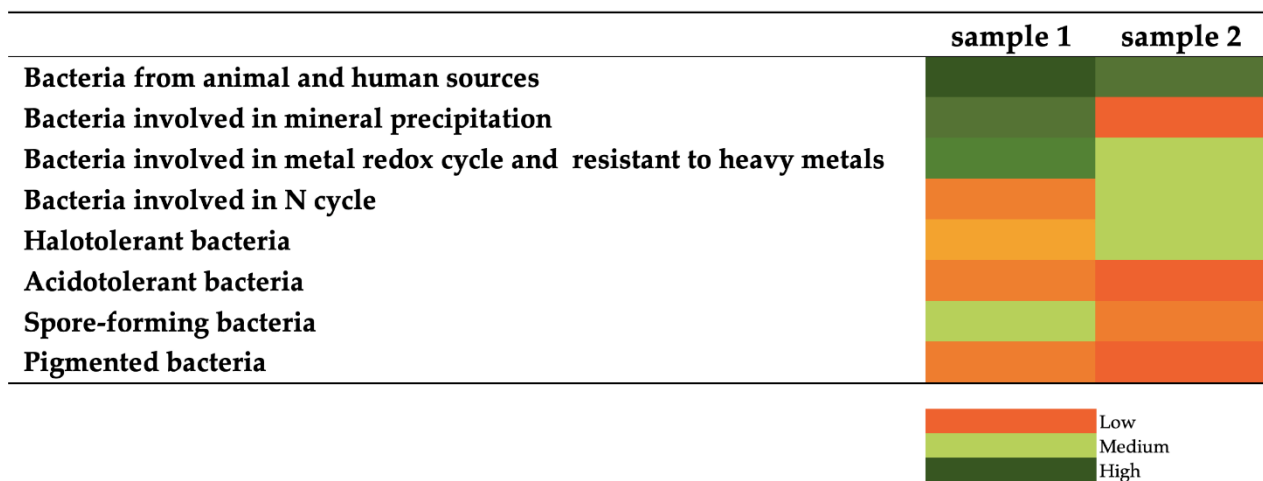 sample 1 sample 2
Bacteria from animal and human sources
Bacteria involved in mineral precipitation
Bacteria involved in metal redox cycle and resistant to heavy metals
Bacteria involved in N cycle
Halotolerant bacteria
Acidotolerant bacteria
Spore-forming bacteria
Pigmented bacteria
Low
Medium
High